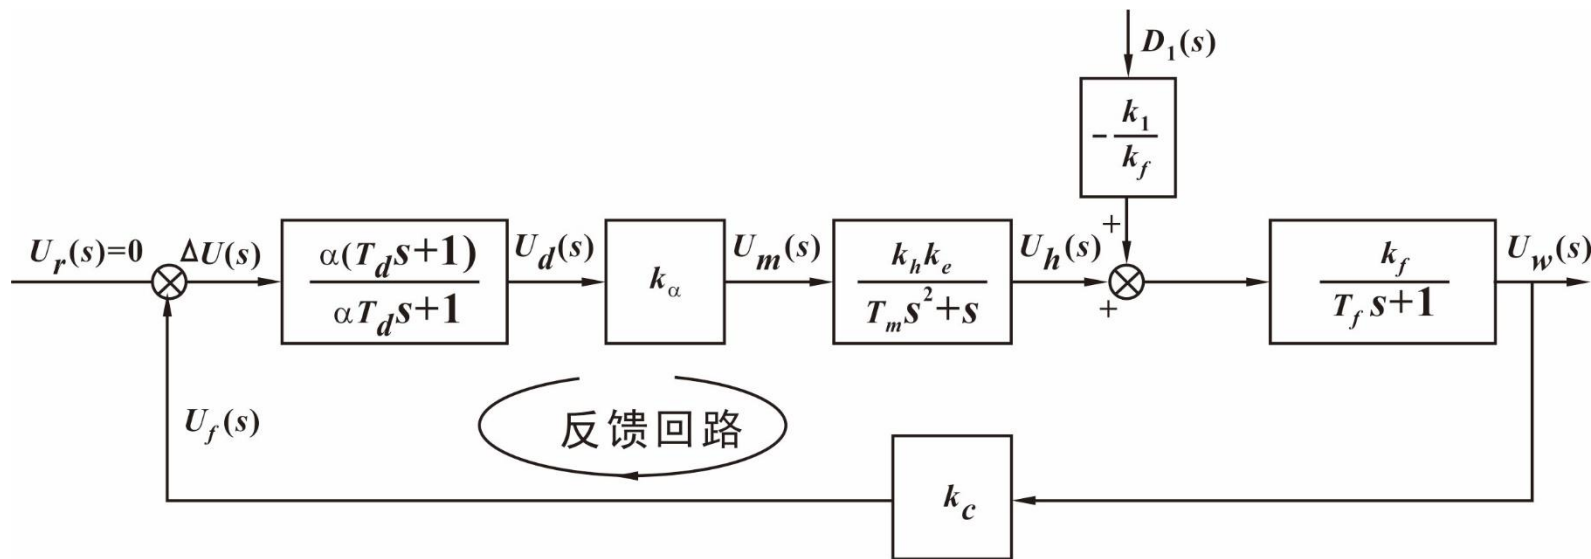 D₁(s)
-k₁/k_f
+
U_r(s)=0
ΔU(s)
α(T_d s+1)/αT_d s+1
U_d(s)
k_α
U_m(s)
k_h k_e/T_m s²+s
U_h(s)
+
k_f/T_f s+1
U_w(s)
U_f(s)
反馈回路
k_c